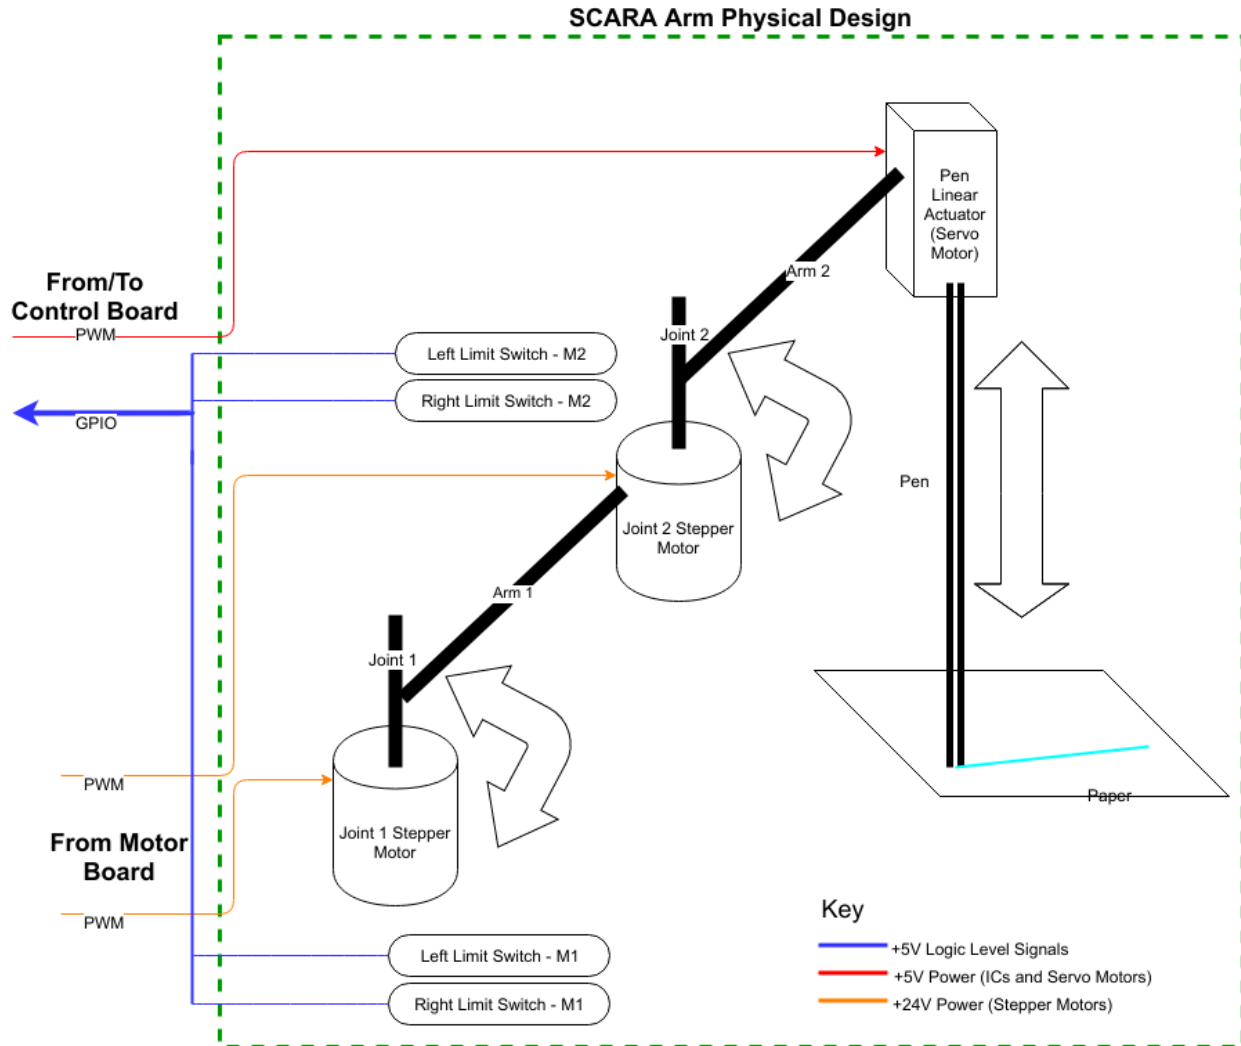 SCARA Arm Physical Design
Pen
Linear
Actuator
(Servo
Motor)
Arm 2
From/To
Control Board
PWM
Joint 2
Left Limit Switch - M2
Right Limit Switch - M2
GPIO
Pen
Joint 2 Stepper
Motor
Arm 1
Joint 1
PWM
Paper
From Motor
Board
Joint 1 Stepper
Motor
PWM
Key
Left Limit Switch - M1
Right Limit Switch - M1
+5V Logic Level Signals
+5V Power (ICs and Servo Motors)
+24V Power (Stepper Motors)